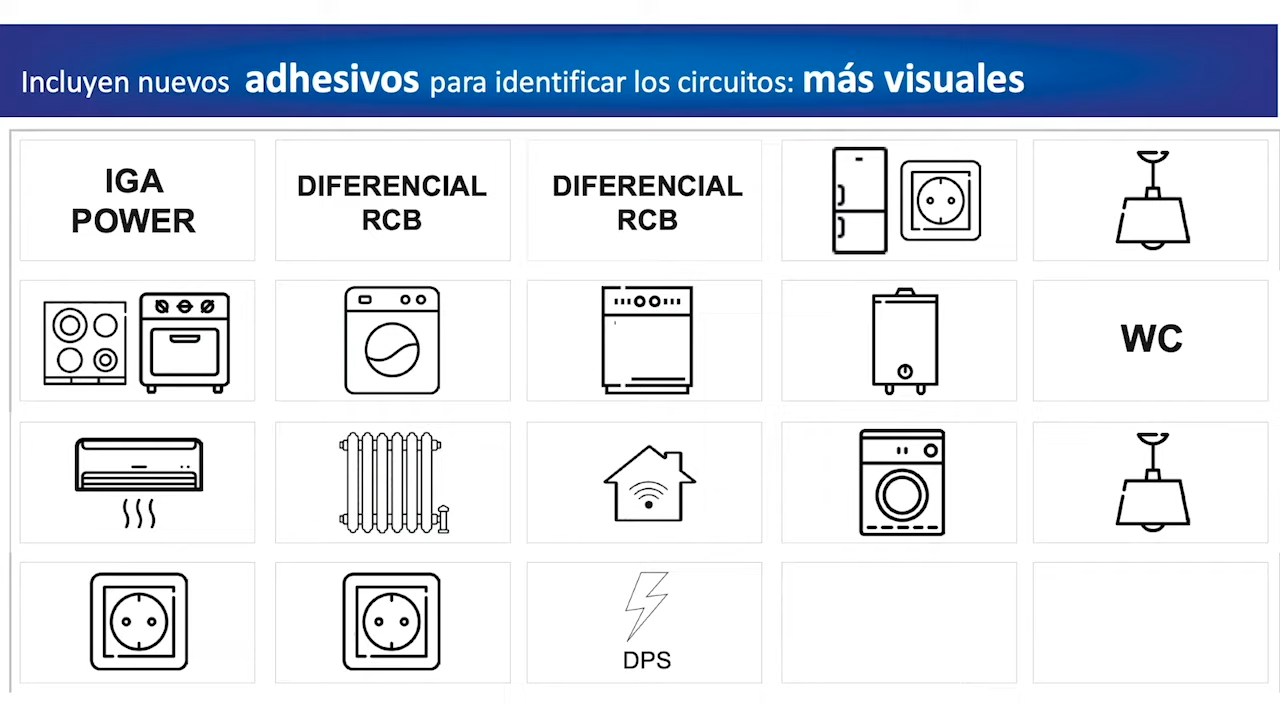 Incluyen nuevos adhesivos para identificar los circuitos: más visuales
IGA
POWER
DIFERENCIAL
RCB
DIFERENCIAL
RCB
WC
DPS